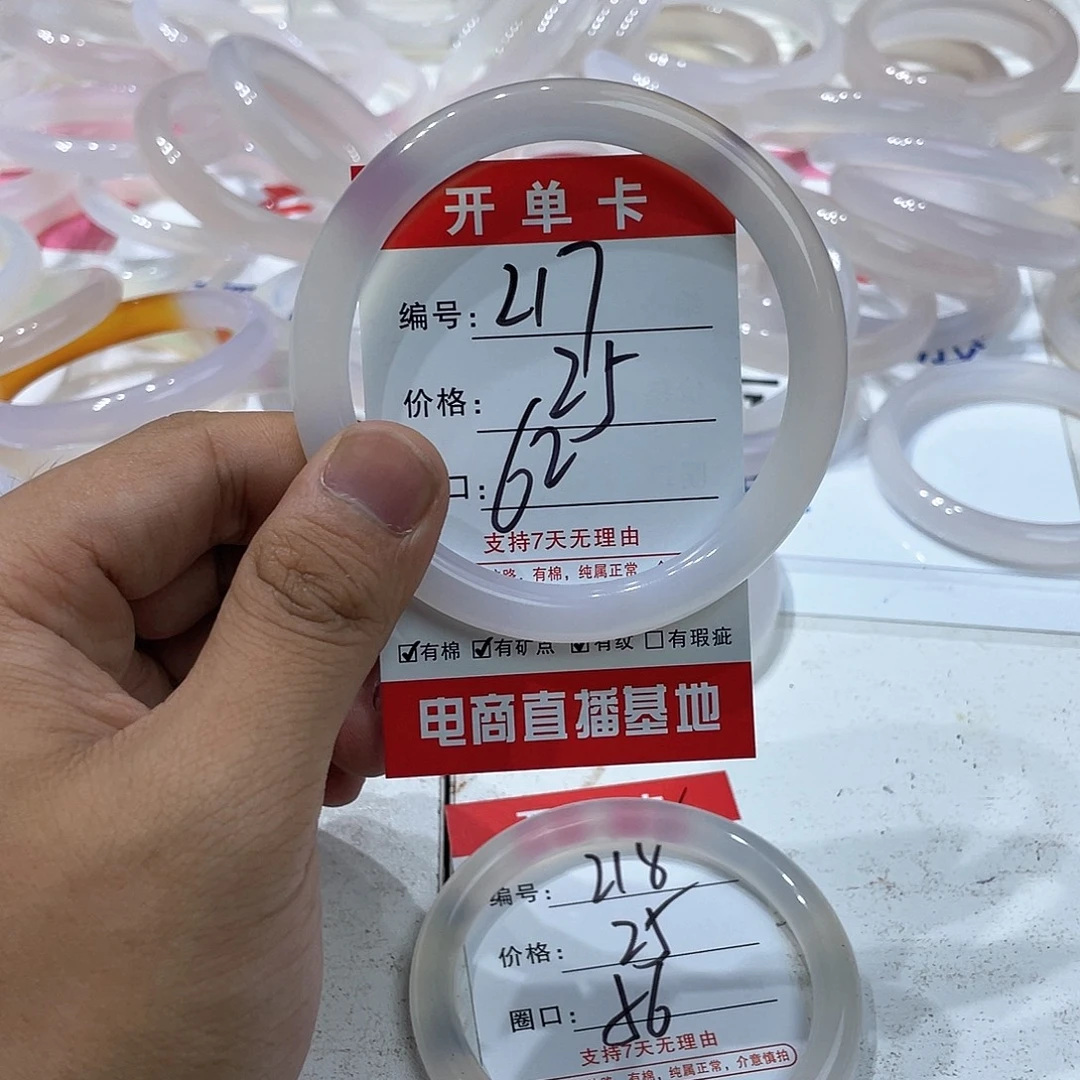 开单卡
编号: 217
价格: 25
口: 62
支持7天无理由
有棉，纯属正常
☑有棉 ☑有矿点 ☑有纹 ☐有瑕疵
电商直播基地
编号: 218
价格: 25
圈口: 56
支持7天无理由
有棉，纯属正常，介意慎拍